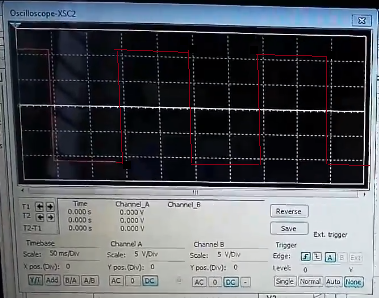 Oscilloscope-XSC2
Time Channel_A Channel_B
T1 0.000 s 0.000 V
T2 0.000 s 0.000 V
T2-T1 0.000 s 0.000 V
Reverse
Save
Ext. trigger
Timebase
Scale: 50 ms/Div
X pos.(Div): 0
Y/T Add B/A A/B
Channel A
Scale: 5 V/Div
Y pos.(Div): 0
AC 0 DC
Channel B
Scale: 5 V/Div
Y pos.(Div): 0
AC 0 DC -
Trigger
Edge: A B Ext
Level: 0 V
Single Normal Auto None